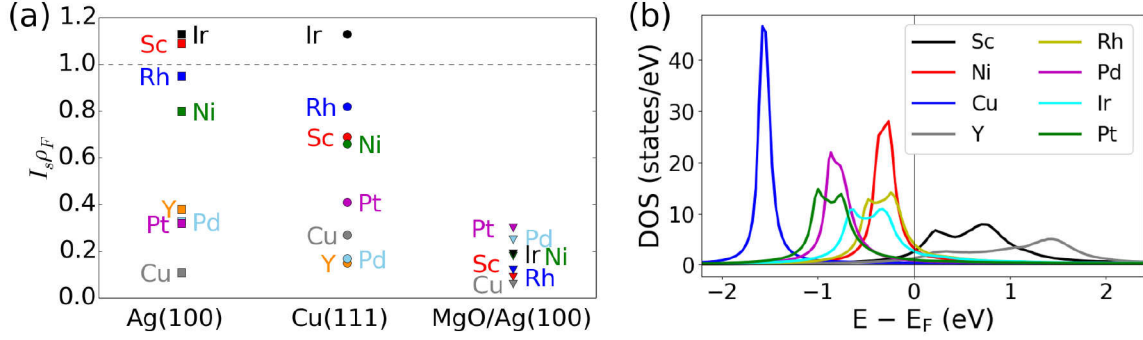 (a)
1.2
1.0
0.8
0.6
0.4
0.2
0.0
I_sρ_F
Ir
Sc
Rh
Ni
Y
Pt
Pd
Cu
Ir
Rh
Sc
Ni
Pt
Cu
Pd
Y
Pt
Pd
Ir Ni
Sc
Rh
Cu
Ag(100) Cu(111) MgO/Ag(100)
(b)
DOS (states/eV)
40
30
20
10
0
Sc Rh
Ni Pd
Cu Ir
Y Pt
−2 −1 0 1 2
E − E_F (eV)